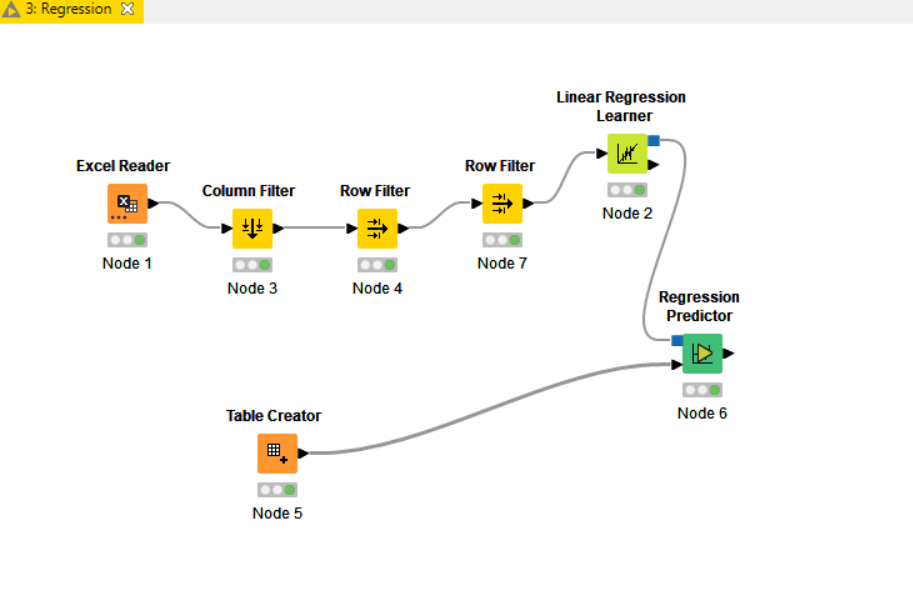 3: Regression
Linear Regression
Learner
Excel Reader
Row Filter
Column Filter
Row Filter
Node 2
Node 1
Node 7
Node 3
Node 4
Regression
Predictor
Table Creator
Node 6
Node 5